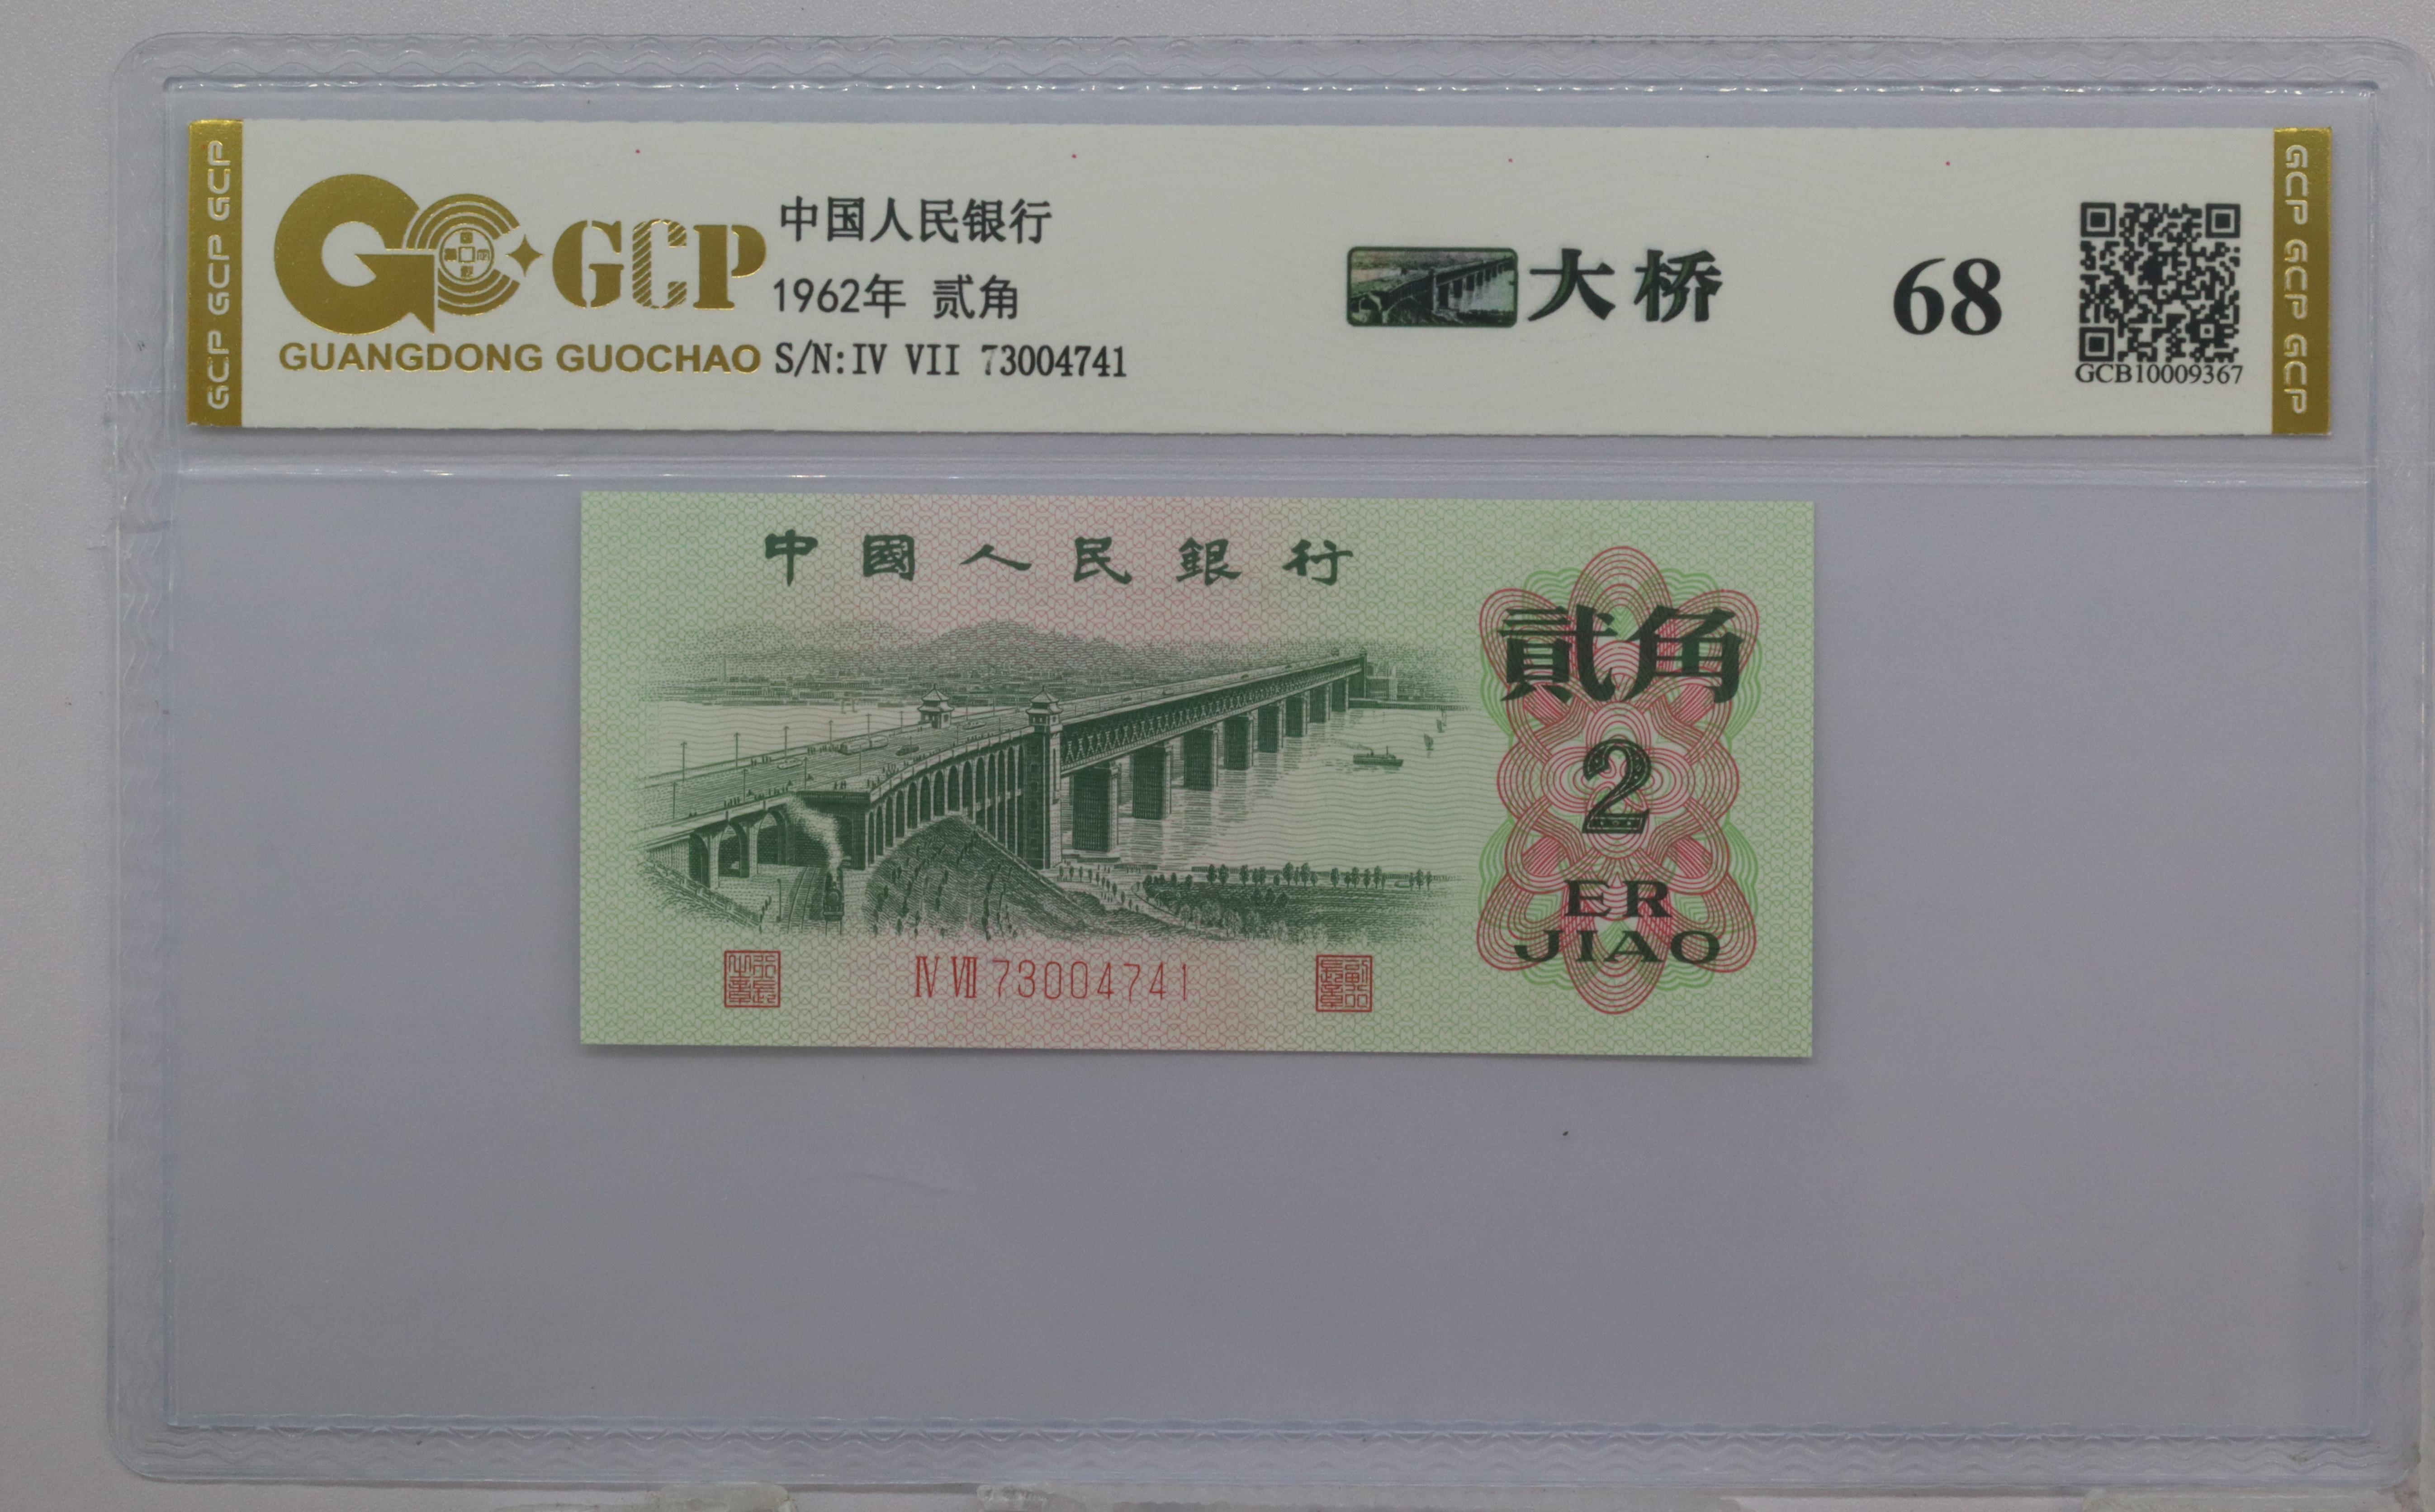 GCP GCP GCP
GCP
GUANGDONG GUOCHAO
中国人民银行
1962年 贰角
S/N:IV VII 73004741
大桥
68
GCB10009367
GCP GCP GCP
中國人民銀行
貳角
2
ER
JIAO
IV VII 73004741